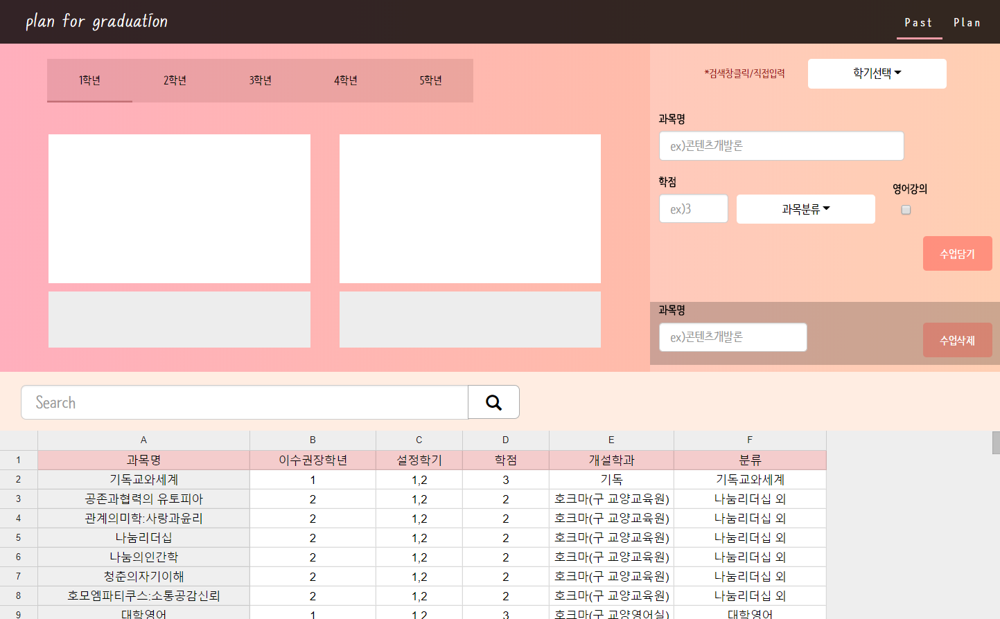 plan for graduation
Past Plan
1학년 2학년 3학년 4학년 5학년
*검색창클릭/직접입력 학기선택
과목명
ex)콘텐츠개발론
학점 영어강의
ex)3 과목분류
수업담기
과목명
ex)콘텐츠개발론 수업삭제
Search
A B C D E F
1 과목명 이수권장학년 설정학기 학점 개설학과 분류
2 기독교와세계 1 1,2 3 기독 기독교와세계
3 공존과협력의 유토피아 2 1,2 2 호크마(구 교양교육원) 나눔리더십 외
4 관계의미학:사랑과윤리 2 1,2 2 호크마(구 교양교육원) 나눔리더십 외
5 나눔리더십 2 1,2 2 호크마(구 교양교육원) 나눔리더십 외
6 나눔의인간학 2 1,2 2 호크마(구 교양교육원) 나눔리더십 외
7 청춘의자기이해 2 1,2 2 호크마(구 교양교육원) 나눔리더십 외
8 호모엠파티쿠스:소통공감신뢰 2 1,2 2 호크마(구 교양교육원) 나눔리더십 외
9 대학영어 1 1,2 3 호크마(구 교양영어실) 대학영어